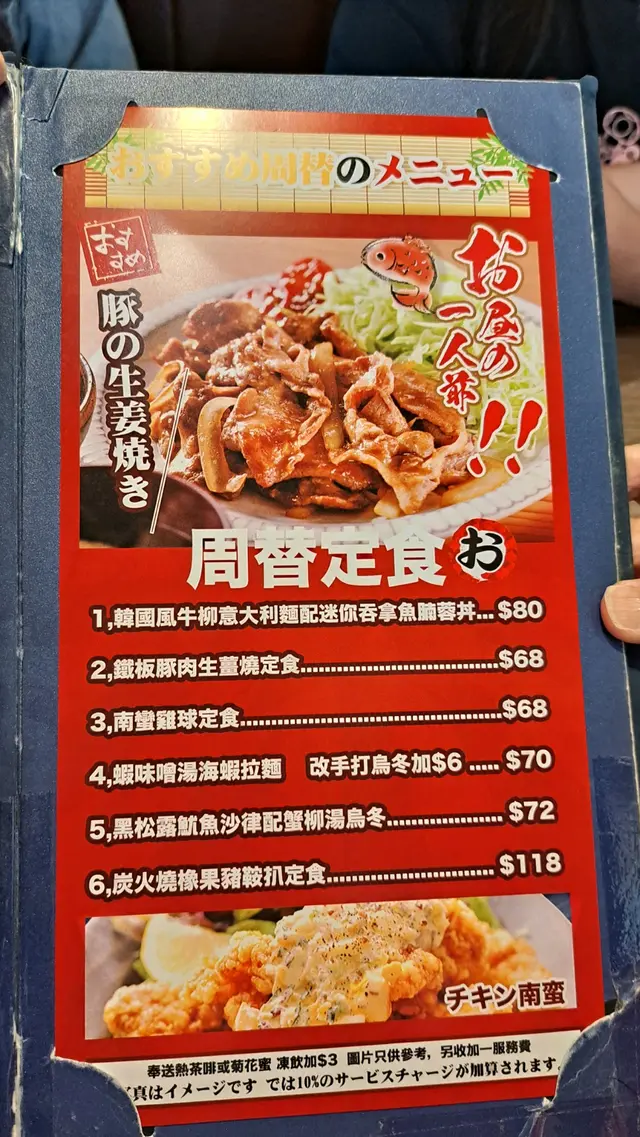 おすすめ周替のメニュー
おすすめ
豚の生姜焼き
お昼の
一人前
!!
周替定食 お
1,韓國風牛柳意大利麵配迷你吞拿魚腩蓉丼... $80
2,鐵板豚肉生薑燒定食.......................................$68
3,南蠻雞球定食...................................................$68
4,蝦味噌湯海蝦拉麵 改手打烏冬加$6 ..... $70
5,黑松露魷魚沙律配蟹柳湯烏冬....................... $72
6,炭火燒橡果豬鞍扒定食................................. $118
チキン南蛮
奉送熱茶啡或菊花蜜 凍飲加$3 圖片只供參考，另收加一服務費
写真はイメージです では10%のサービスチャージが加算されます.